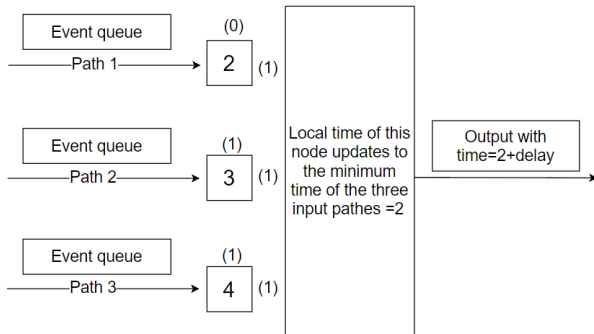 Event queue
(0)
Path 1
2
(1)
Event queue
(1)
Path 2
3
(1)
Event queue
(1)
Path 3
4
(1)
Local time of this
node updates to
the minimum
time of the three
input pathes =2
Output with
time=2+delay